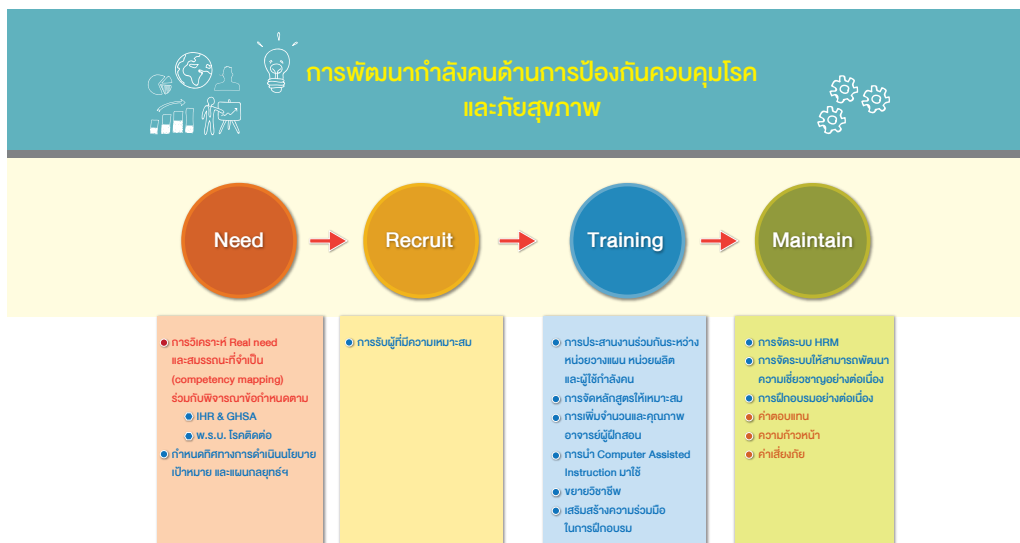 การพัฒนากำลังคนด้านการป้องกันควบคุมโรค
และภัยสุขภาพ
Need
Recruit
Training
Maintain
การวิเคราะห์ Real need
และสมรรถนะที่จำเป็น
(competency mapping)
ร่วมกับพิจารณาข้อกำหนดตาม
IHR & GHSA
พ.ร.บ. โรคติดต่อ
กำหนดทิศทางการดำเนินนโยบาย
เป้าหมาย และแผนกลยุทธ์ฯ
การรับผู้ที่มีความเหมาะสม
การประสานงานร่วมกันระหว่าง
หน่วยวางแผน หน่วยผลิต
และผู้ใช้กำลังคน
การจัดหลักสูตรให้เหมาะสม
การเพิ่มจำนวนและคุณภาพ
อาจารย์ผู้ฝึกสอน
การนำ Computer Assisted
Instruction มาใช้
ขยายวิชาชีพ
เสริมสร้างความร่วมมือ
ในการฝึกอบรม
การจัดระบบ HRM
การจัดระบบให้สามารถพัฒนา
ความเชี่ยวชาญอย่างต่อเนื่อง
การฝึกอบรมอย่างต่อเนื่อง
ค่าตอบแทน
ความก้าวหน้า
ค่าเสี่ยงภัย